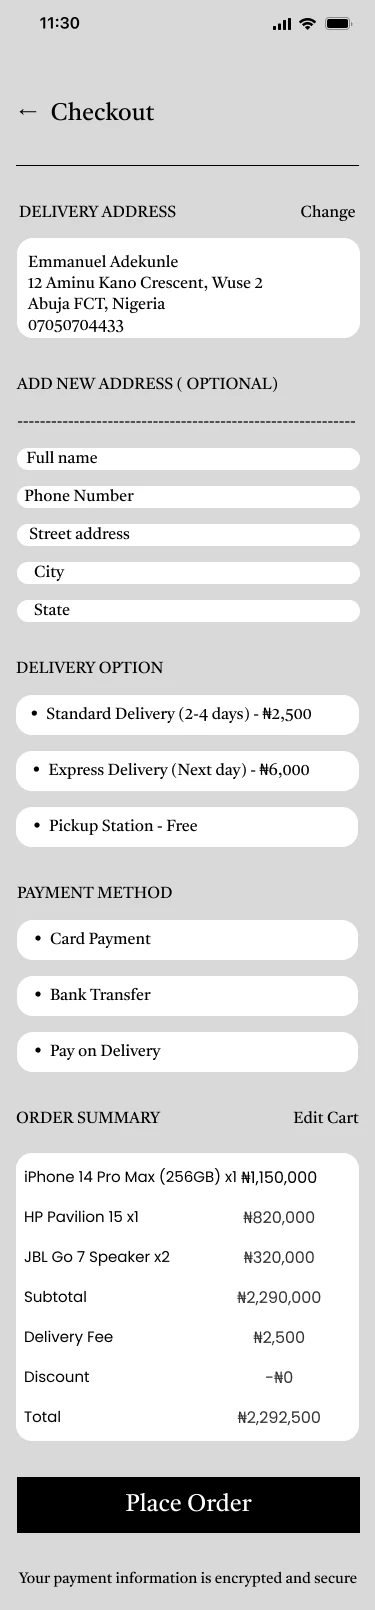 11:30
← Checkout
DELIVERY ADDRESS Change
Emmanuel Adekunle
12 Aminu Kano Crescent, Wuse 2
Abuja FCT, Nigeria
07050704433
ADD NEW ADDRESS ( OPTIONAL)
-------------------------------------------------------------
Full name
Phone Number
Street address
City
State
DELIVERY OPTION
• Standard Delivery (2-4 days) - ₦2,500
• Express Delivery (Next day) - ₦6,000
• Pickup Station - Free
PAYMENT METHOD
• Card Payment
• Bank Transfer
• Pay on Delivery
ORDER SUMMARY Edit Cart
iPhone 14 Pro Max (256GB) x1 ₦1,150,000
HP Pavilion 15 x1 ₦820,000
JBL Go 7 Speaker x2 ₦320,000
Subtotal ₦2,290,000
Delivery Fee ₦2,500
Discount -₦0
Total ₦2,292,500
Place Order
Your payment information is encrypted and secure